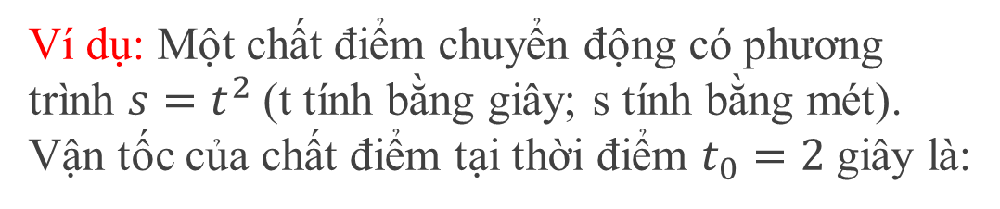 Ví dụ: Một chất điểm chuyển động có phương
trình s = t² (t tính bằng giây; s tính bằng mét).
Vận tốc của chất điểm tại thời điểm t₀ = 2 giây là: